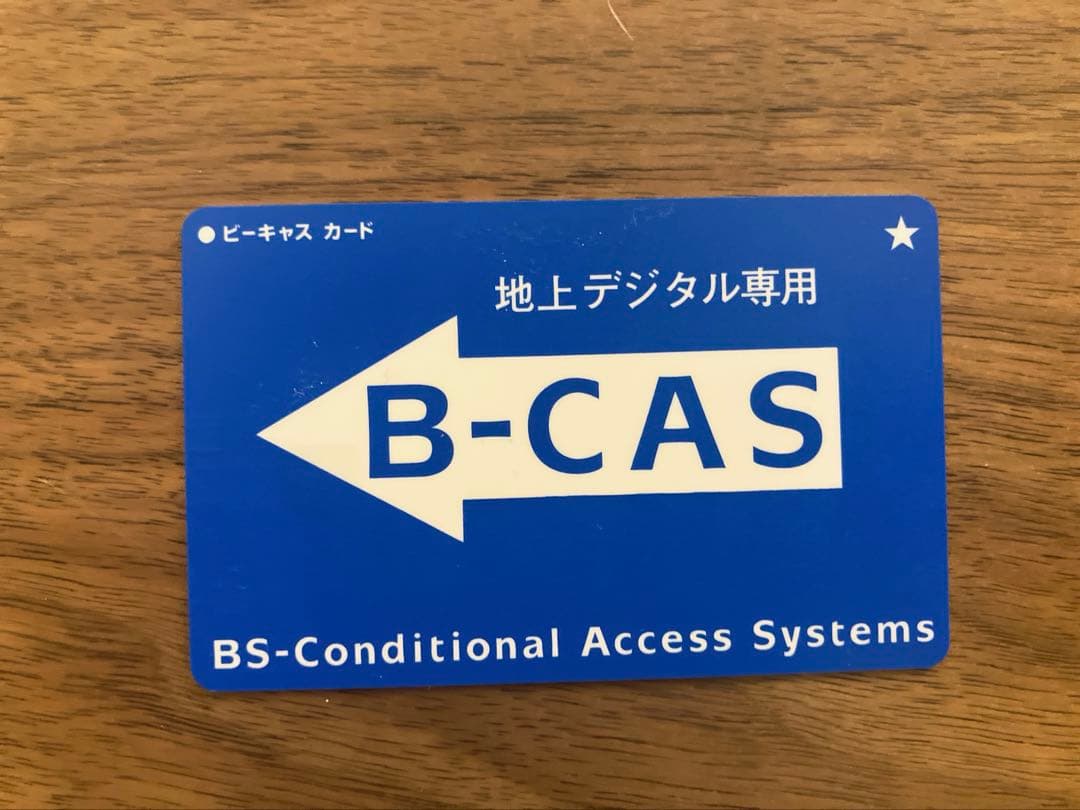 ●ビーキャス カード
★
地上デジタル専用
B-CAS
BS-Conditional Access Systems